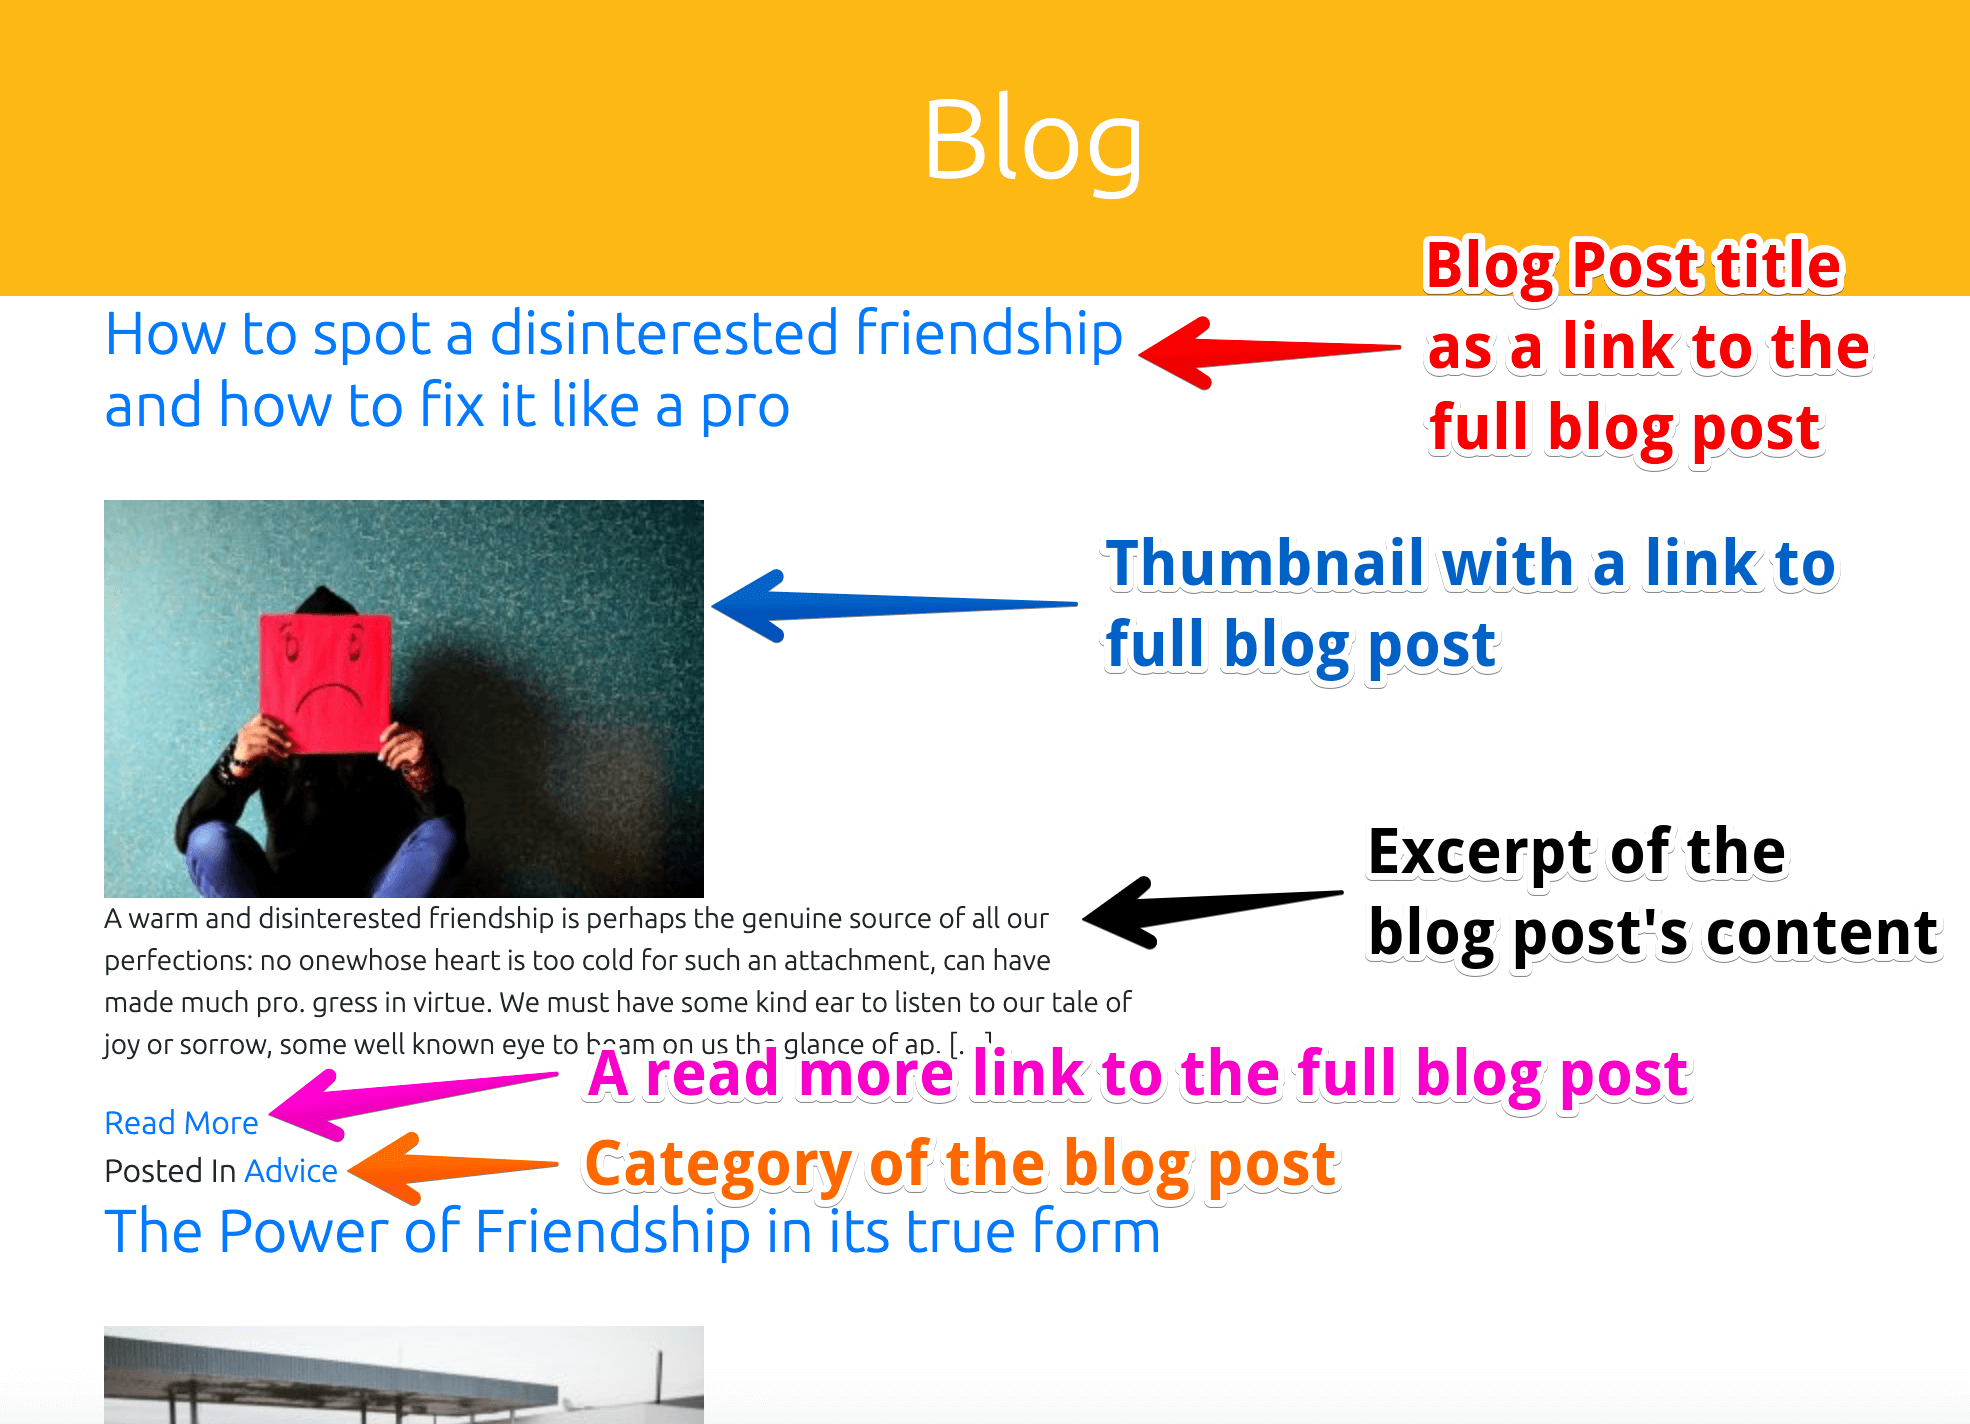 Blog
Blog Post title
as a link to the
full blog post
How to spot a disinterested friendship
and how to fix it like a pro
Thumbnail with a link to
full blog post
Excerpt of the
blog post's content
A warm and disinterested friendship is perhaps the genuine source of all our
perfections: no onewhose heart is too cold for such an attachment, can have
made much pro. gress in virtue. We must have some kind ear to listen to our tale of
joy or sorrow, some well known eye to beam on us the glance of ap. [...]
A read more link to the full blog post
Read More
Category of the blog post
Posted In Advice
The Power of Friendship in its true form